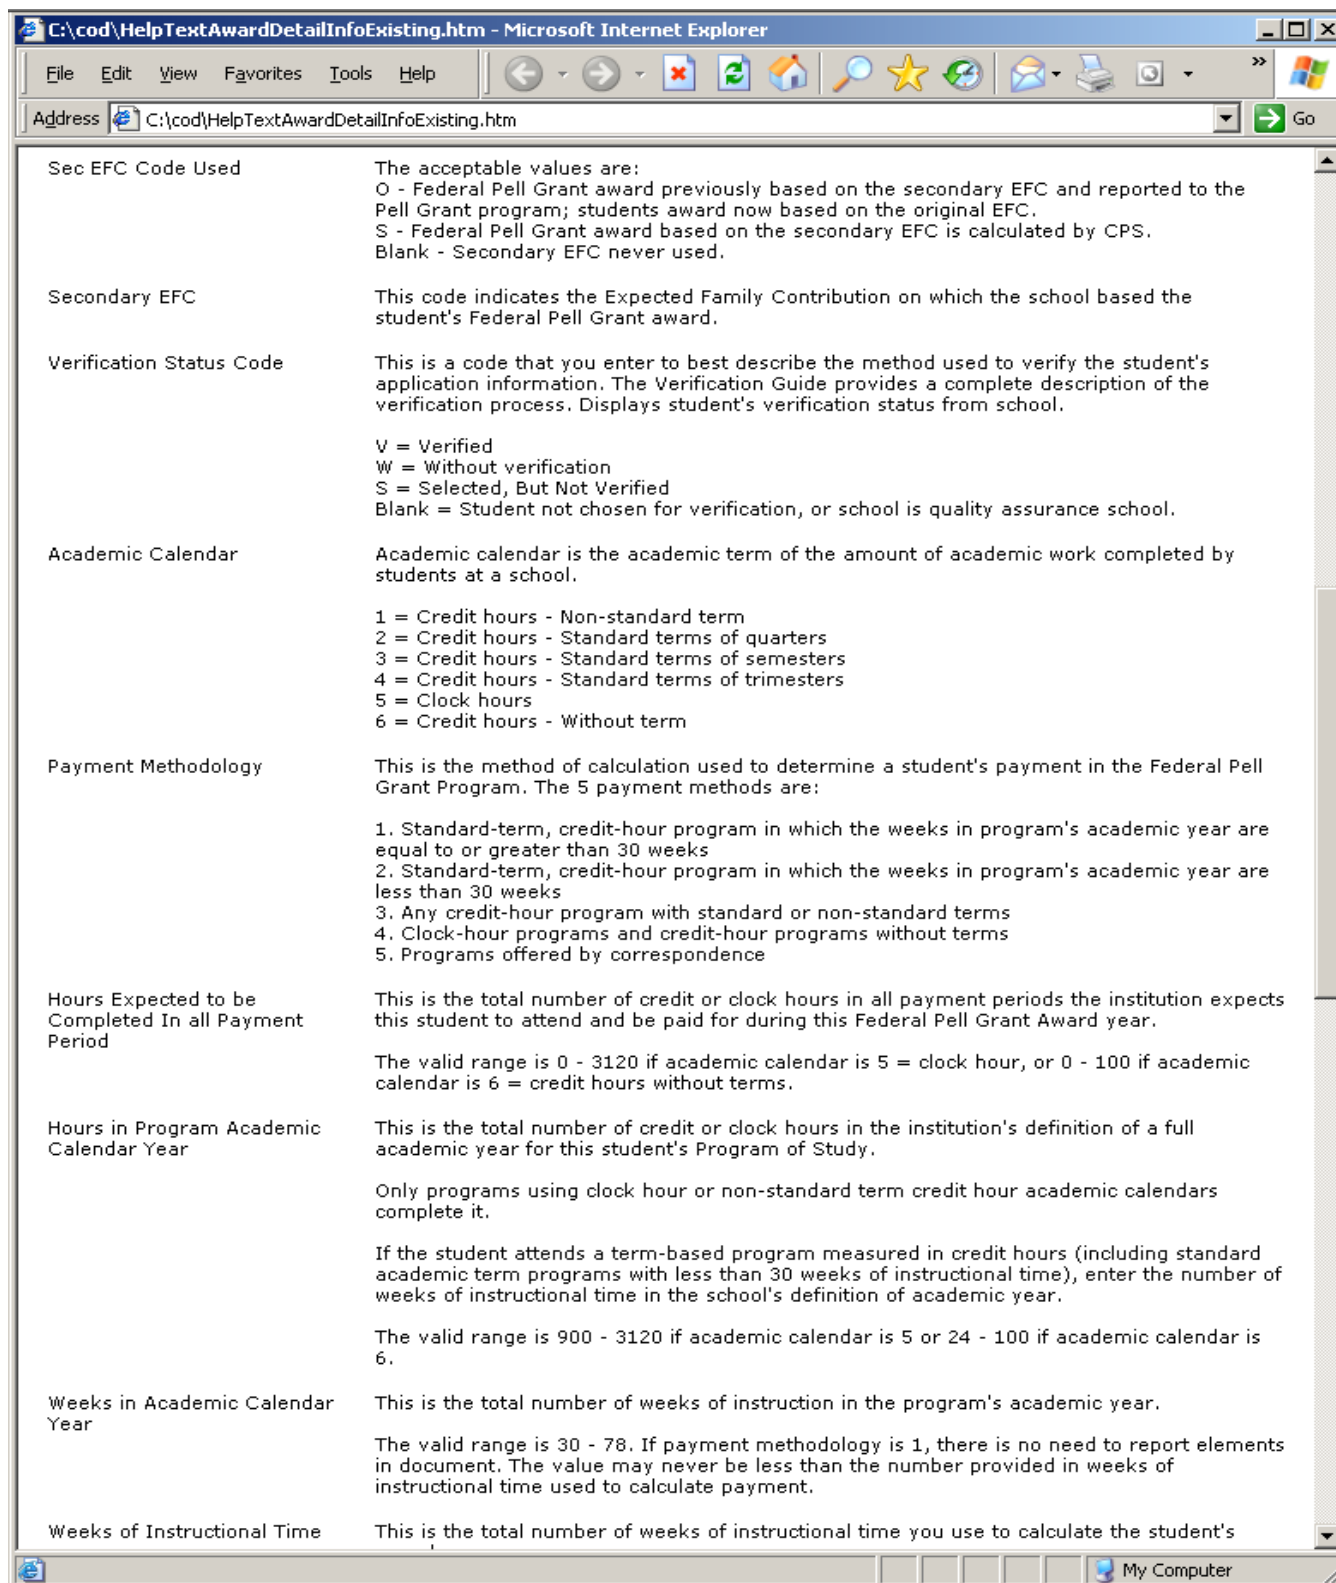 C:\cod\HelpTextAwardDetailInfoExisting.htm - Microsoft Internet Explorer
File Edit View Favorites Tools Help
Address C:\cod\HelpTextAwardDetailInfoExisting.htm Go
Sec EFC Code Used The acceptable values are:
O - Federal Pell Grant award previously based on the secondary EFC and reported to the
Pell Grant program; students award now based on the original EFC.
S - Federal Pell Grant award based on the secondary EFC is calculated by CPS.
Blank - Secondary EFC never used.
Secondary EFC This code indicates the Expected Family Contribution on which the school based the
student's Federal Pell Grant award.
Verification Status Code This is a code that you enter to best describe the method used to verify the student's
application information. The Verification Guide provides a complete description of the
verification process. Displays student's verification status from school.
V = Verified
W = Without verification
S = Selected, But Not Verified
Blank = Student not chosen for verification, or school is quality assurance school.
Academic Calendar Academic calendar is the academic term of the amount of academic work completed by
students at a school.
1 = Credit hours - Non-standard term
2 = Credit hours - Standard terms of quarters
3 = Credit hours - Standard terms of semesters
4 = Credit hours - Standard terms of trimesters
5 = Clock hours
6 = Credit hours - Without term
Payment Methodology This is the method of calculation used to determine a student's payment in the Federal Pell
Grant Program. The 5 payment methods are:
1. Standard-term, credit-hour program in which the weeks in program's academic year are
equal to or greater than 30 weeks
2. Standard-term, credit-hour program in which the weeks in program's academic year are
less than 30 weeks
3. Any credit-hour program with standard or non-standard terms
4. Clock-hour programs and credit-hour programs without terms
5. Programs offered by correspondence
Hours Expected to be This is the total number of credit or clock hours in all payment periods the institution expects
Completed In all Payment this student to attend and be paid for during this Federal Pell Grant Award year.
Period
The valid range is 0 - 3120 if academic calendar is 5 = clock hour, or 0 - 100 if academic
calendar is 6 = credit hours without terms.
Hours in Program Academic This is the total number of credit or clock hours in the institution's definition of a full
Calendar Year academic year for this student's Program of Study.
Only programs using clock hour or non-standard term credit hour academic calendars
complete it.
If the student attends a term-based program measured in credit hours (including standard
academic term programs with less than 30 weeks of instructional time), enter the number of
weeks of instructional time in the school's definition of academic year.
The valid range is 900 - 3120 if academic calendar is 5 or 24 - 100 if academic calendar is
6.
Weeks in Academic Calendar This is the total number of weeks of instruction in the program's academic year.
Year
The valid range is 30 - 78. If payment methodology is 1, there is no need to report elements
in document. The value may never be less than the number provided in weeks of
instructional time used to calculate payment.
Weeks of Instructional Time This is the total number of weeks of instructional time you use to calculate the student's
My Computer